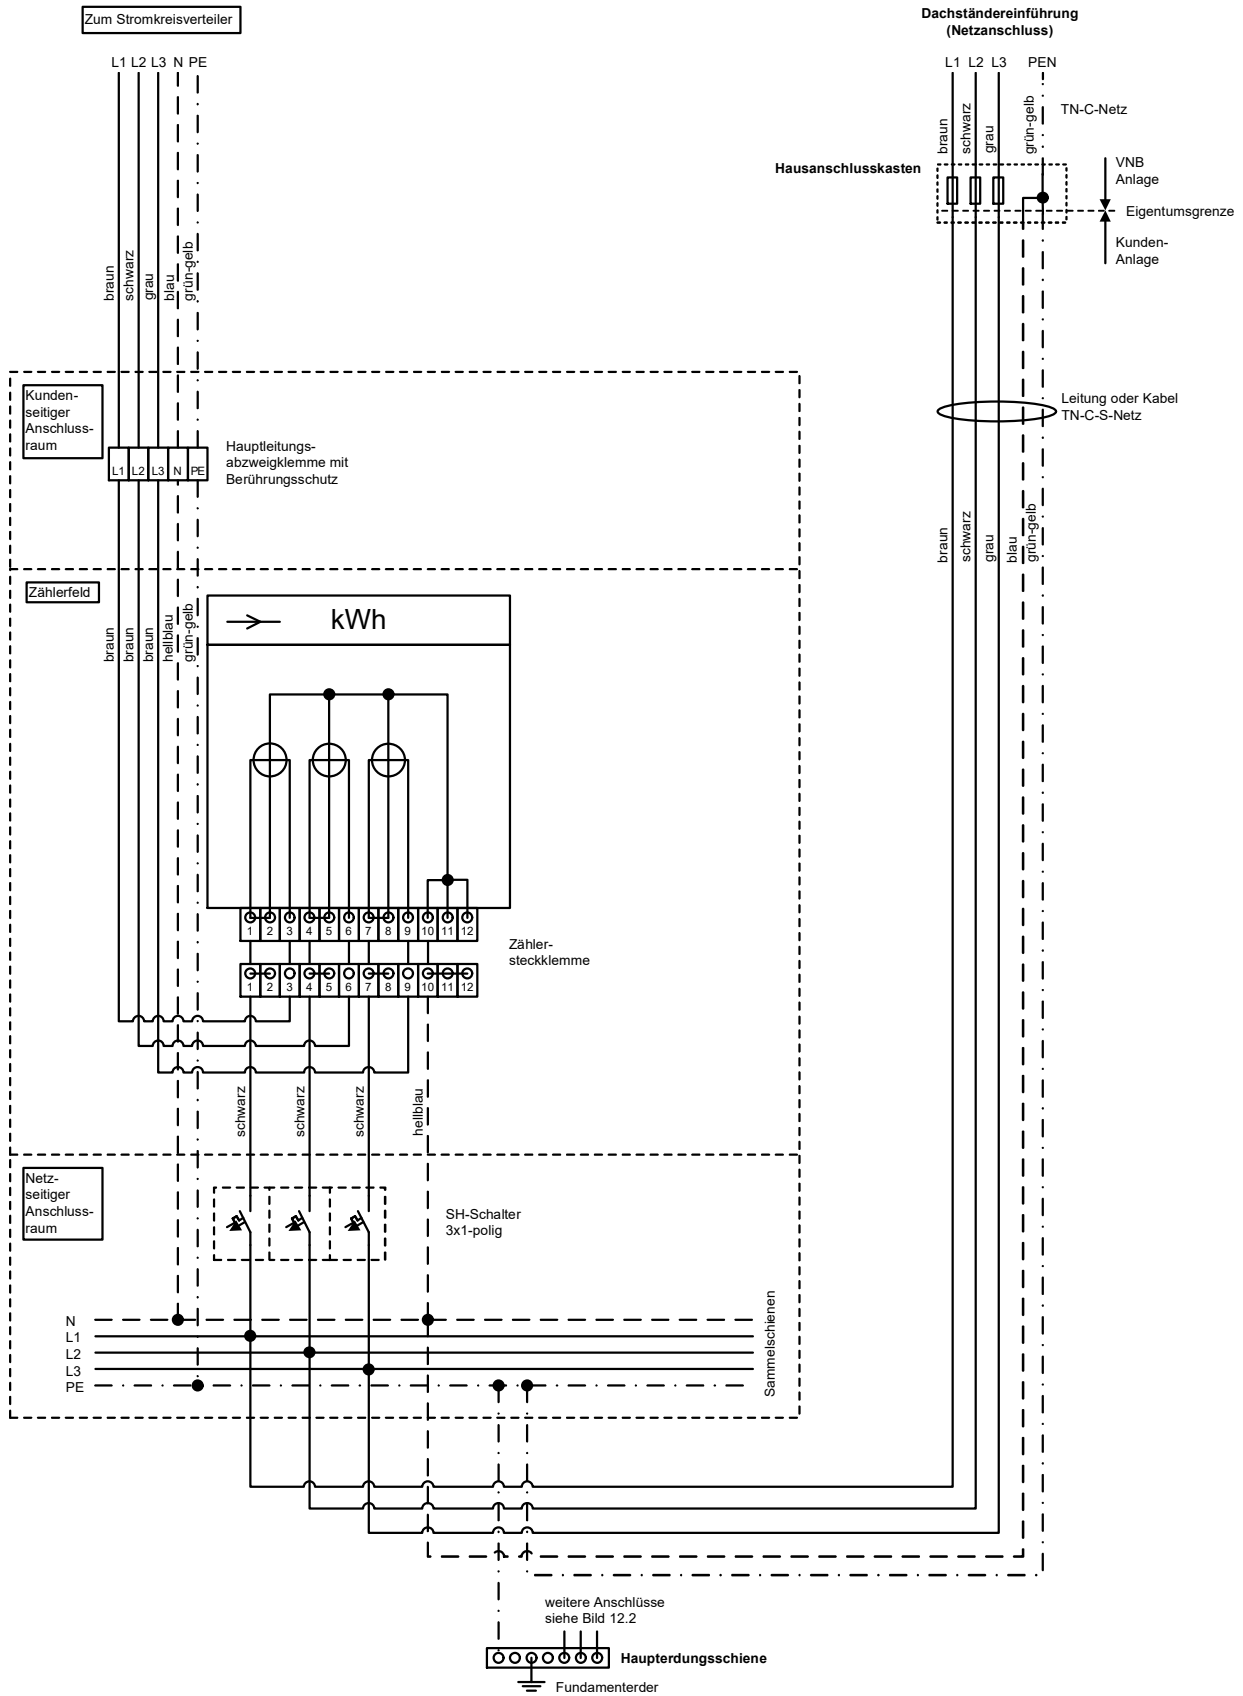 Zum Stromkreisverteiler
L1 L2 L3 N PE
braun
schwarz
grau
blau
grün-gelb
Dachständereinführung
(Netzanschluss)
L1 L2 L3 PEN
braun
schwarz
grau
grün-gelb
TN-C-Netz
Hausanschlusskasten
VNB
Anlage
Eigentumsgrenze
Kunden-
Anlage
Kunden-
seitiger
Anschluss-
raum
L1 L2 L3 N PE
Hauptleitungs-
abzweigklemme mit
Berührungsschutz
Leitung oder Kabel
TN-C-S-Netz
braun
schwarz
grau
blau
grün-gelb
Zählerfeld
braun
braun
braun
hellblau
grün-gelb
kWh
1 2 3 4 5 6 7 8 9 10 11 12
Zähler-
steckklemme
1 2 3 4 5 6 7 8 9 10 11 12
schwarz
schwarz
schwarz
hellblau
Netz-
seitiger
Anschluss-
raum
SH-Schalter
3x1-polig
N
L1
L2
L3
PE
Sammelschienen
weitere Anschlüsse
siehe Bild 12.2
Haupterdungsschiene
Fundamenterder